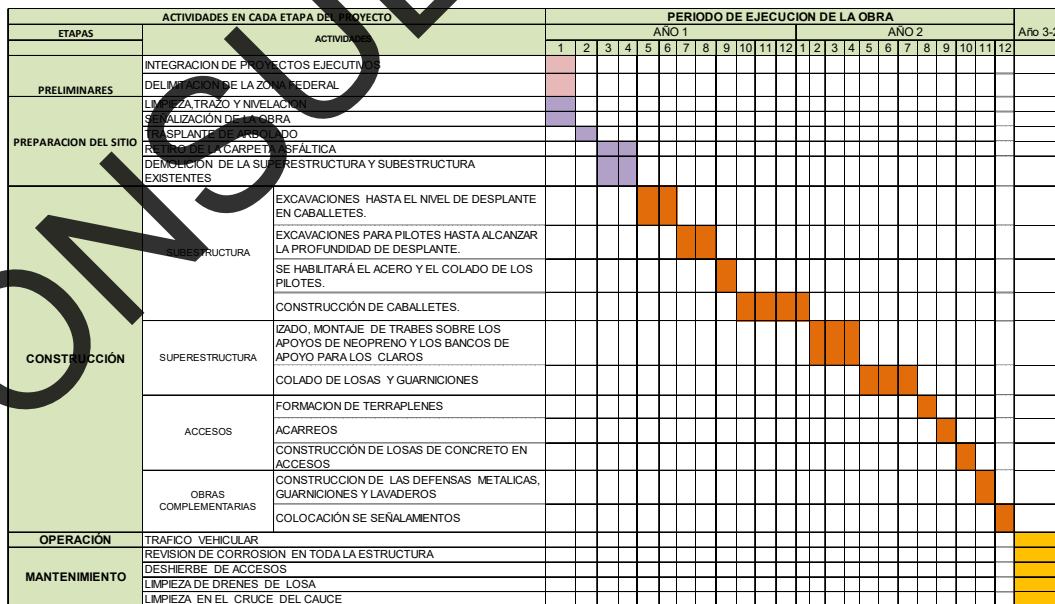 ACTIVIDADES EN CADA ETAPA DEL PROYECTO
PERIODO DE EJECUCION DE LA OBRA
ETAPAS
ACTIVIDADES
AÑO 1
AÑO 2
Año 3-2
1 2 3 4 5 6 7 8 9 10 11 12 1 2 3 4 5 6 7 8 9 10 11 12
PRELIMINARES
INTEGRACION DE PROYECTOS EJECUTIVOS
DELIMITACION DE LA ZONA FEDERAL
PREPARACION DEL SITIO
LIMPIEZA,TRAZO Y NIVELACION
SEÑALIZACIÓN DE LA OBRA
TRASPLANTE DE ARBOLADO
RETIRO DE LA CARPETA ASFÁLTICA
DEMOLICIÓN DE LA SUPERESTRUCTURA Y SUBESTRUCTURA
EXISTENTES
CONSTRUCCIÓN
SUBESTRUCTURA
EXCAVACIONES HASTA EL NIVEL DE DESPLANTE
EN CABALLETES.
EXCAVACIONES PARA PILOTES HASTA ALCANZAR
LA PROFUNDIDAD DE DESPLANTE.
SE HABILITARÁ EL ACERO Y EL COLADO DE LOS
PILOTES.
CONSTRUCCIÓN DE CABALLETES.
SUPERESTRUCTURA
IZADO, MONTAJE DE TRABES SOBRE LOS
APOYOS DE NEOPRENO Y LOS BANCOS DE
APOYO PARA LOS CLAROS
COLADO DE LOSAS Y GUARNICIONES
ACCESOS
FORMACION DE TERRAPLENES
ACARREOS
CONSTRUCCIÓN DE LOSAS DE CONCRETO EN
ACCESOS
OBRAS
COMPLEMENTARIAS
CONSTRUCCION DE LAS DEFENSAS METALICAS,
GUARNICIONES Y LAVADEROS
COLOCACIÓN SE SEÑALAMIENTOS
OPERACIÓN
TRAFICO VEHICULAR
MANTENIMIENTO
REVISION DE CORROSION EN TODA LA ESTRUCTURA
DESHIERBE DE ACCESOS
LIMPIEZA DE DRENES DE LOSA
LIMPIEZA EN EL CRUCE DEL CAUCE